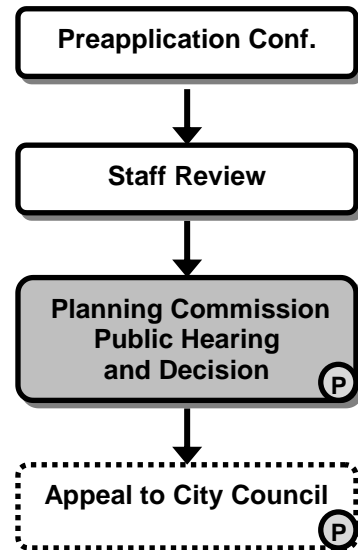 Preapplication Conf.
Staff Review
Planning Commission
Public Hearing
and Decision
P
Appeal to City Council
P